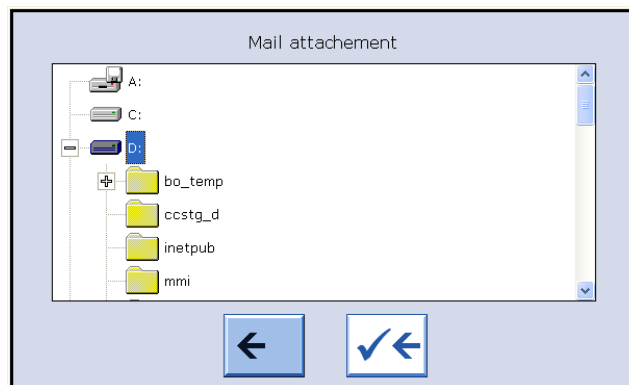 Mail attachement
A:
C:
D:
bo_temp
ccstg_d
inetpub
mmi